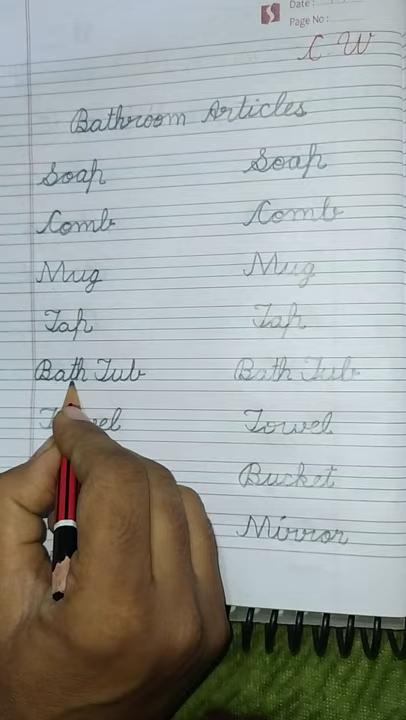 Date :
Page No :
C W
Bathroom Articles
Soap Soap
Comb Comb
Mug Mug
Tap Tap
Bath Tub Bath Tub
Towel
Bucket
Mirror